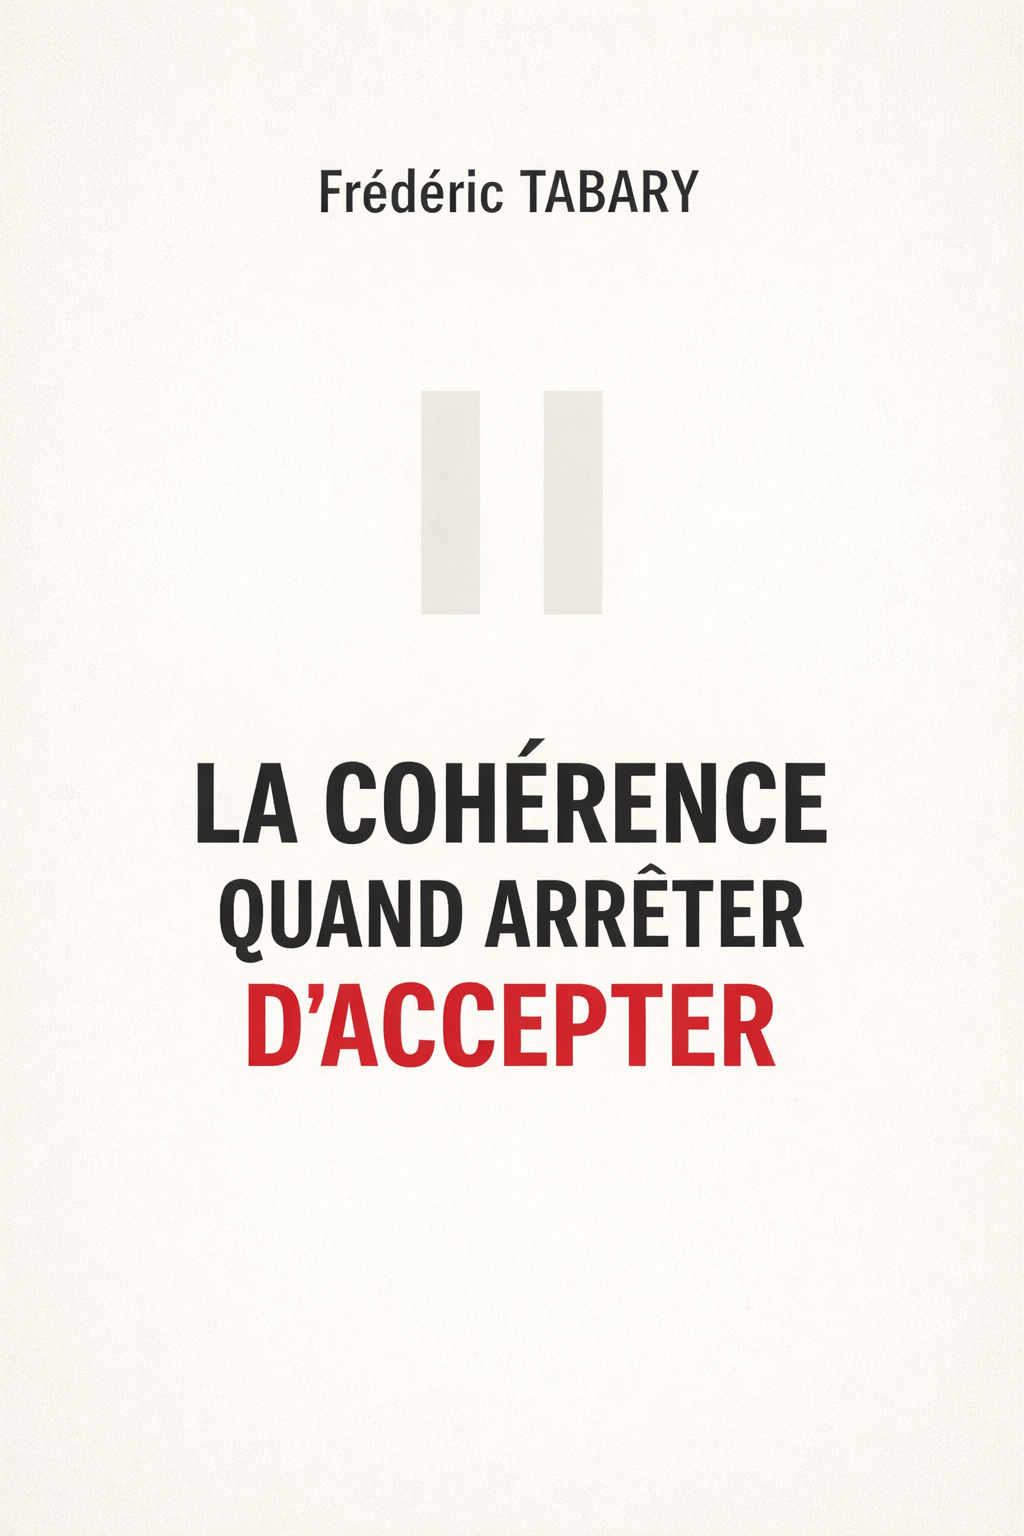 Frédéric TABARY
LA COHÉRENCE
QUAND ARRÊTER
D’ACCEPTER